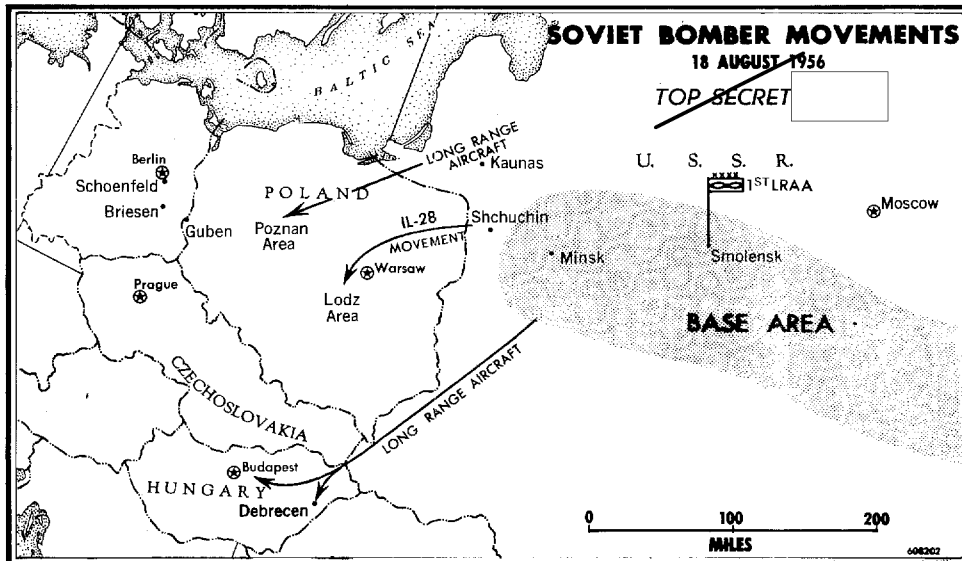 SOVIET BOMBER MOVEMENTS
18 AUGUST 1956
TOP SECRET
BALTIC SEA
LONG RANGE
AIRCRAFT
Kaunas
U. S. S. R.
XXXX
1ST LRAA
Moscow
Berlin
Schoenfeld
Briesen
Guben
POLAND
Poznan
Area
IL-28
MOVEMENT
Shchuchin
Minsk
Smolensk
Warsaw
Lodz
Area
Prague
BASE AREA
CZECHOSLOVAKIA
LONG RANGE AIRCRAFT
Budapest
HUNGARY
Debrecen
0 100 200
MILES
608202